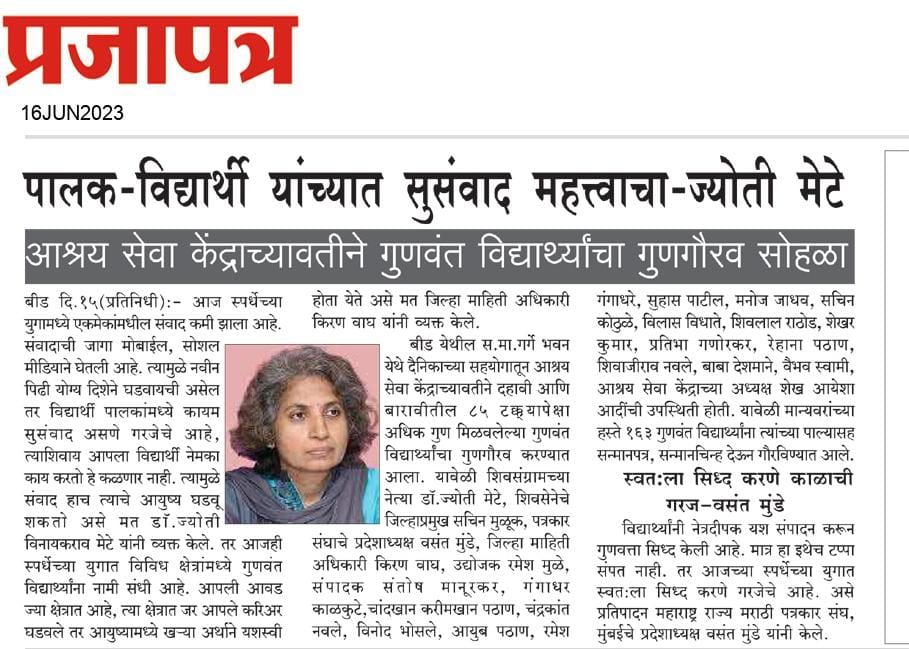 प्रजापत्र
16JUN2023
पालक-विद्यार्थी यांच्यात सुसंवाद महत्त्वाचा-ज्योती मेटे
आश्रय सेवा केंद्राच्यावतीने गुणवंत विद्यार्थ्यांचा गुणगौरव सोहळा
बीड दि.१५(प्रतिनिधी):- आज स्पर्धेच्या
युगामध्ये एकमेकांमधील संवाद कमी झाला आहे.
संवादाची जागा मोबाईल, सोशल
मीडियाने घेतली आहे. त्यामुळे नवीन
पिढी योग्य दिशेने घडवायची असेल
तर विद्यार्थी पालकांमध्ये कायम
सुसंवाद असणे गरजेचे आहे,
त्याशिवाय आपला विद्यार्थी नेमका
काय करतो हे कळणार नाही. त्यामुळे
संवाद हाच त्याचे आयुष्य घडवू
शकतो असे मत डॉ.ज्योती
विनायकराव मेटे यांनी व्यक्त केले. तर आजही
स्पर्धेच्या युगात विविध क्षेत्रांमध्ये गुणवंत
विद्यार्थ्यांना नामी संधी आहे. आपली आवड
ज्या क्षेत्रात आहे, त्या क्षेत्रात जर आपले करिअर
घडवले तर आयुष्यामध्ये खऱ्या अर्थाने यशस्वी
होता येते असे मत जिल्हा माहिती अधिकारी
किरण वाघ यांनी व्यक्त केले.
बीड येथील स.मा.गर्गे भवन
येथे दैनिकाच्या सहयोगातून आश्रय
सेवा केंद्राच्यावतीने दहावी आणि
बारावीतील ८५ टक्यापेक्षा
अधिक गुण मिळवलेल्या गुणवंत
विद्यार्थ्यांचा गुणगौरव करण्यात
आला. यावेळी शिवसंग्रामच्या
नेत्या डॉ.ज्योती मेटे, शिवसेनेचे
जिल्हाप्रमुख सचिन मुळूक, पत्रकार
संघाचे प्रदेशाध्यक्ष वसंत मुंडे, जिल्हा माहिती
अधिकारी किरण वाघ, उद्योजक रमेश मुळे,
संपादक संतोष मानूरकर, गंगाधर
काळकुटे,चांदखान करीमखान पठाण, चंद्रकांत
नवले, विनोद भोसले, आयुब पठाण, रमेश
गंगाधरे, सुहास पाटील, मनोज जाधव, सचिन
कोठुळे, विलास विधाते, शिवलाल राठोड, शेखर
कुमार, प्रतिभा गणोरकर, रेहाना पठाण,
शिवाजीराव नवले, बाबा देशमाने, वैभव स्वामी,
आश्रय सेवा केंद्राच्या अध्यक्ष शेख आयेशा
आदींची उपस्थिती होती. यावेळी मान्यवरांच्या
हस्ते १६३ गुणवंत विद्यार्थ्यांना त्यांच्या पाल्यासह
सन्मानपत्र, सन्मानचिन्ह देऊन गौरविण्यात आले.
स्वत:ला सिध्द करणे काळाची
गरज-वसंत मुंडे
विद्यार्थ्यांनी नेत्रदीपक यश संपादन करून
गुणवत्ता सिध्द केली आहे. मात्र हा इथेच टप्पा
संपत नाही. तर आजच्या स्पर्धेच्या युगात
स्वत:ला सिध्द करणे गरजेचे आहे. असे
प्रतिपादन महाराष्ट्र राज्य मराठी पत्रकार संघ,
मुंबईचे प्रदेशाध्यक्ष वसंत मुंडे यांनी केले.